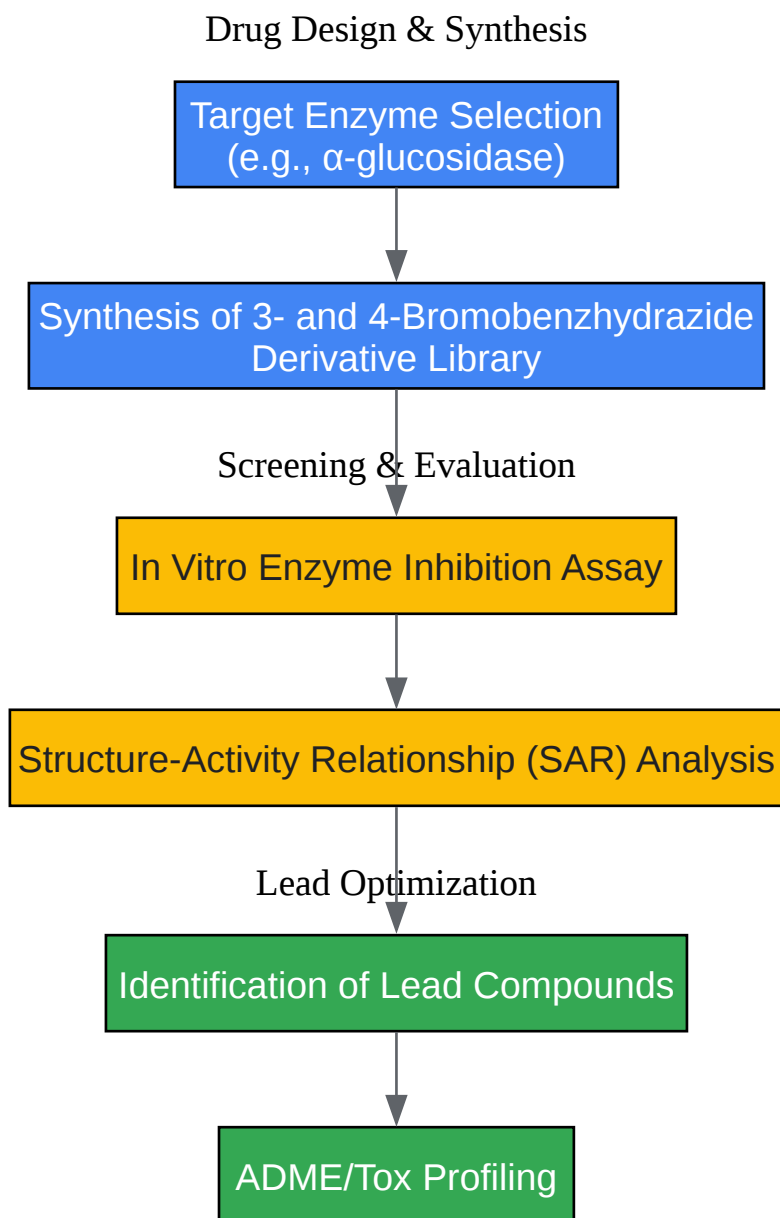 Drug Design & Synthesis
Target Enzyme Selection
(e.g., α-glucosidase)
Synthesis of 3- and 4-Bromobenzhydrazide
Derivative Library
Screening & Evaluation
In Vitro Enzyme Inhibition Assay
Structure-Activity Relationship (SAR) Analysis
Lead Optimization
Identification of Lead Compounds
ADME/Tox Profiling